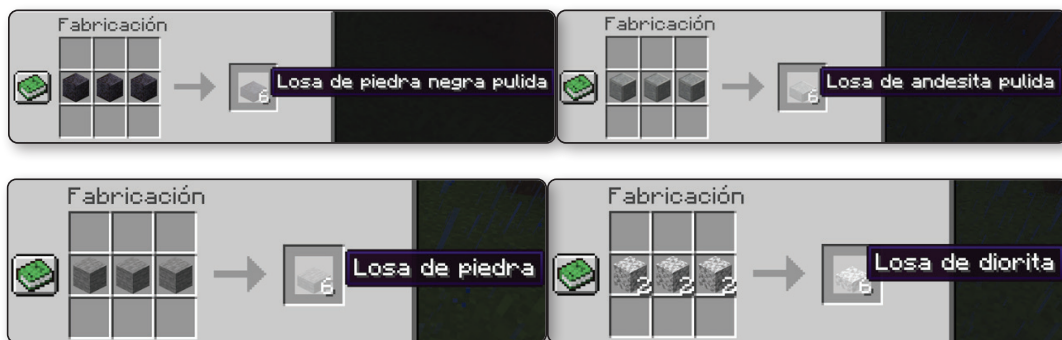 Fabricación
6
Losa de piedra negra pulida
Fabricación
6
Losa de andesita pulida
Fabricación
6
Losa de piedra
Fabricación
2 2 2
6
Losa de diorita